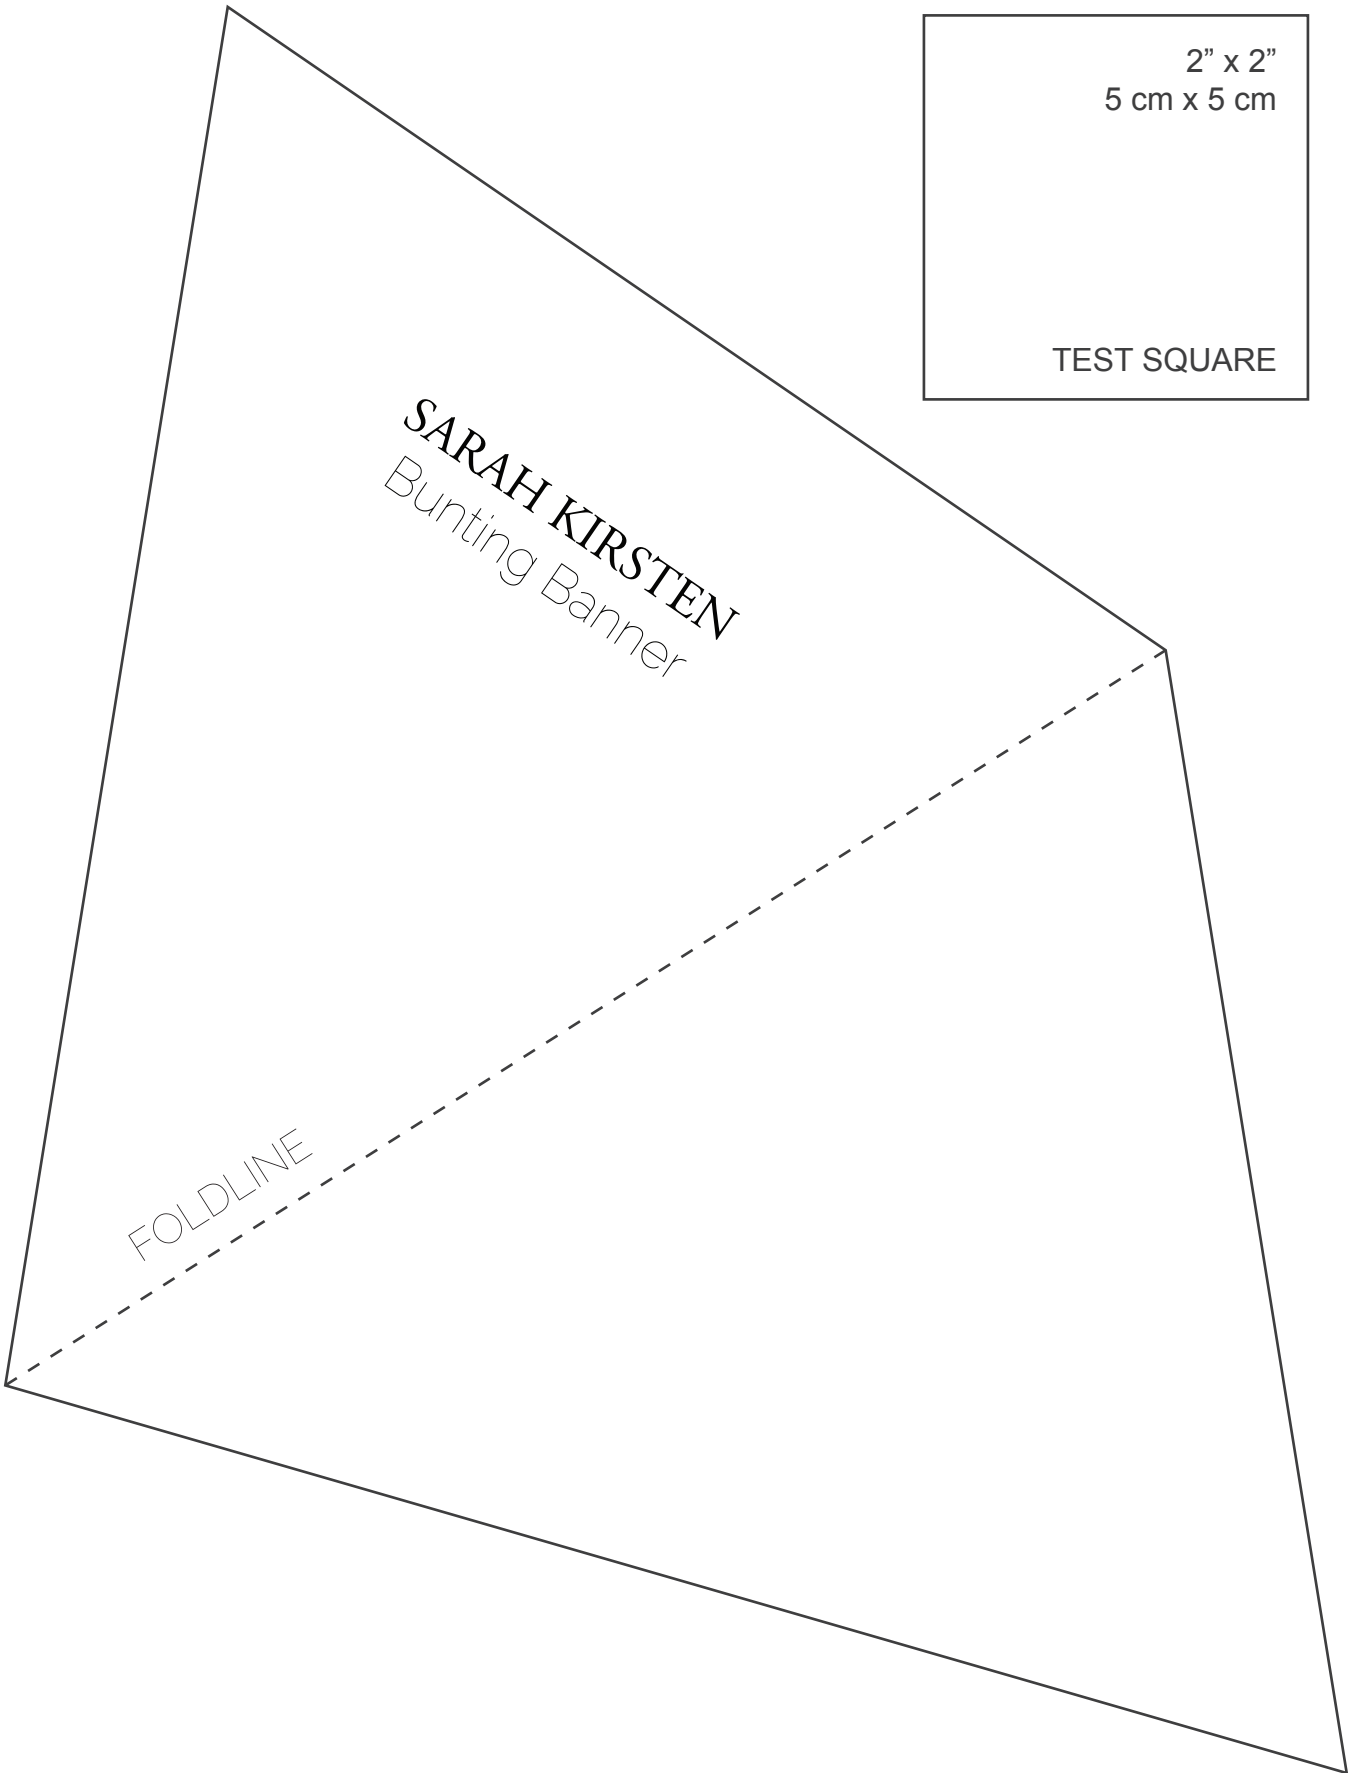 2” x 2”
5 cm x 5 cm
TEST SQUARE
SARAH KIRSTEN
Bunting Banner
FOLDLINE